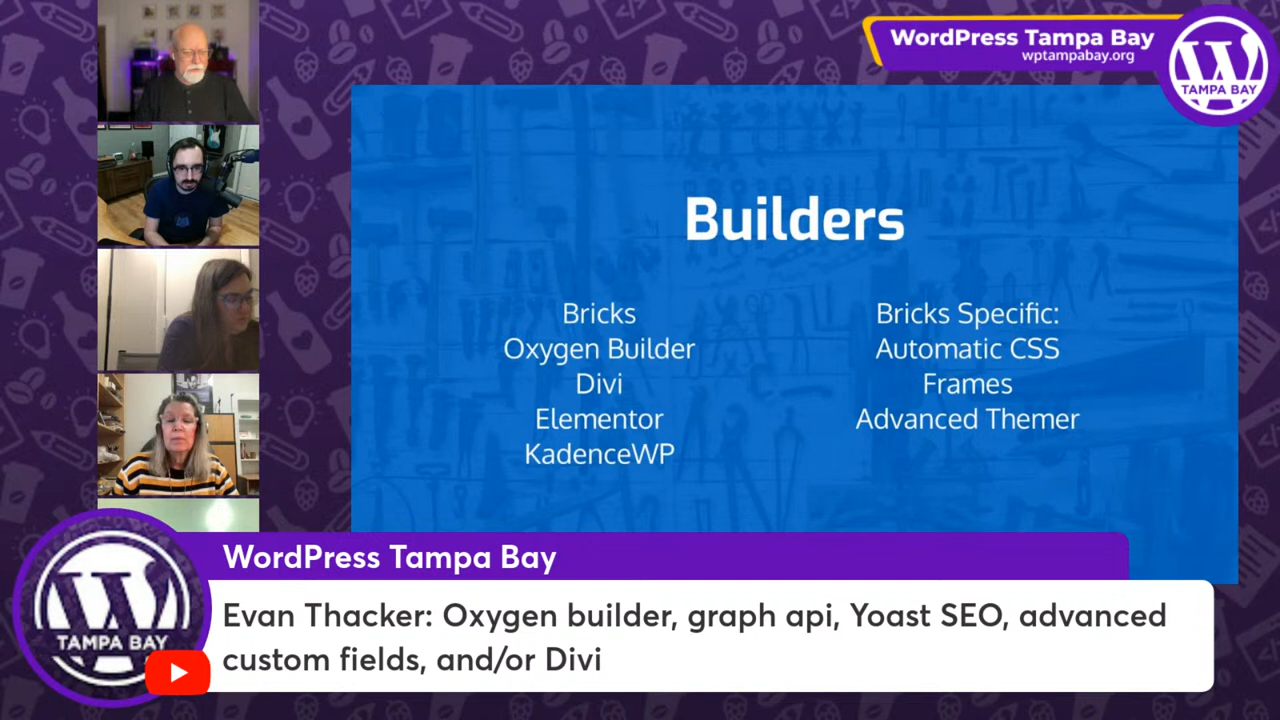 WordPress Tampa Bay
wptampabay.org
TAMPA BAY
Builders
Bricks
Oxygen Builder
Divi
Elementor
KadenceWP
Bricks Specific:
Automatic CSS
Frames
Advanced Themer
WordPress Tampa Bay
TAMPA BAY
Evan Thacker: Oxygen builder, graph api, Yoast SEO, advanced
custom fields, and/or Divi